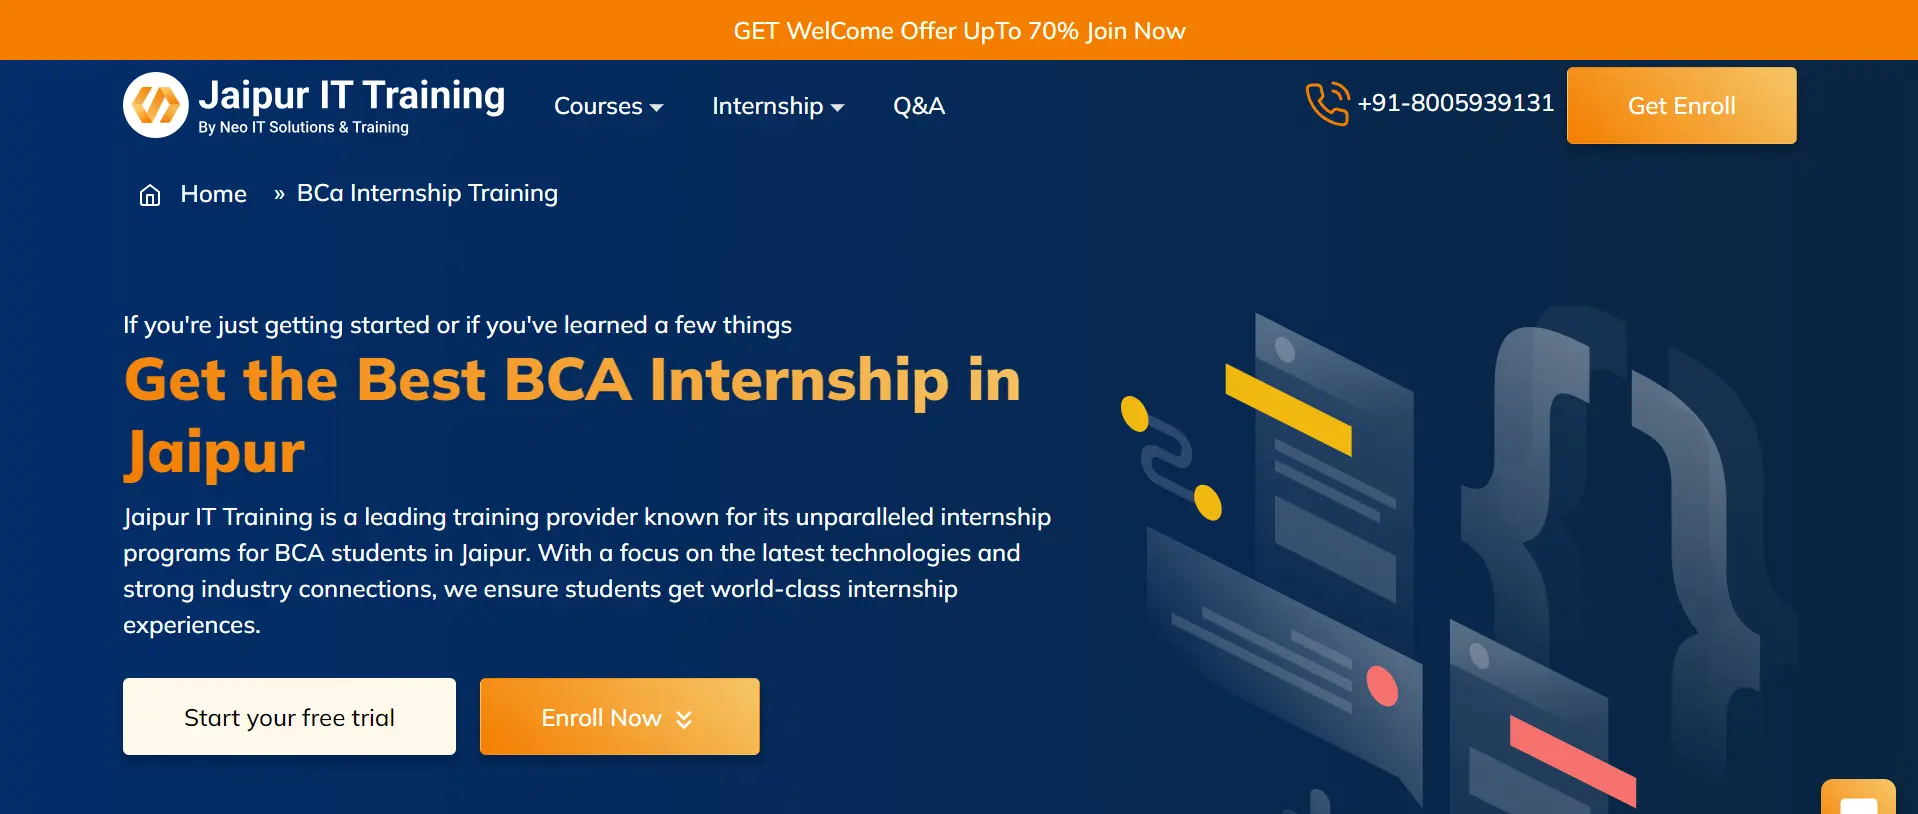 GET WelCome Offer UpTo 70% Join Now
Jaipur IT Training
By Neo IT Solutions & Training
Courses
Internship
Q&A
+91-8005939131
Get Enroll
Home » BCa Internship Training
If you're just getting started or if you've learned a few things
Get the Best BCA Internship in
Jaipur
Jaipur IT Training is a leading training provider known for its unparalleled internship
programs for BCA students in Jaipur. With a focus on the latest technologies and
strong industry connections, we ensure students get world-class internship
experiences.
Start your free trial
Enroll Now